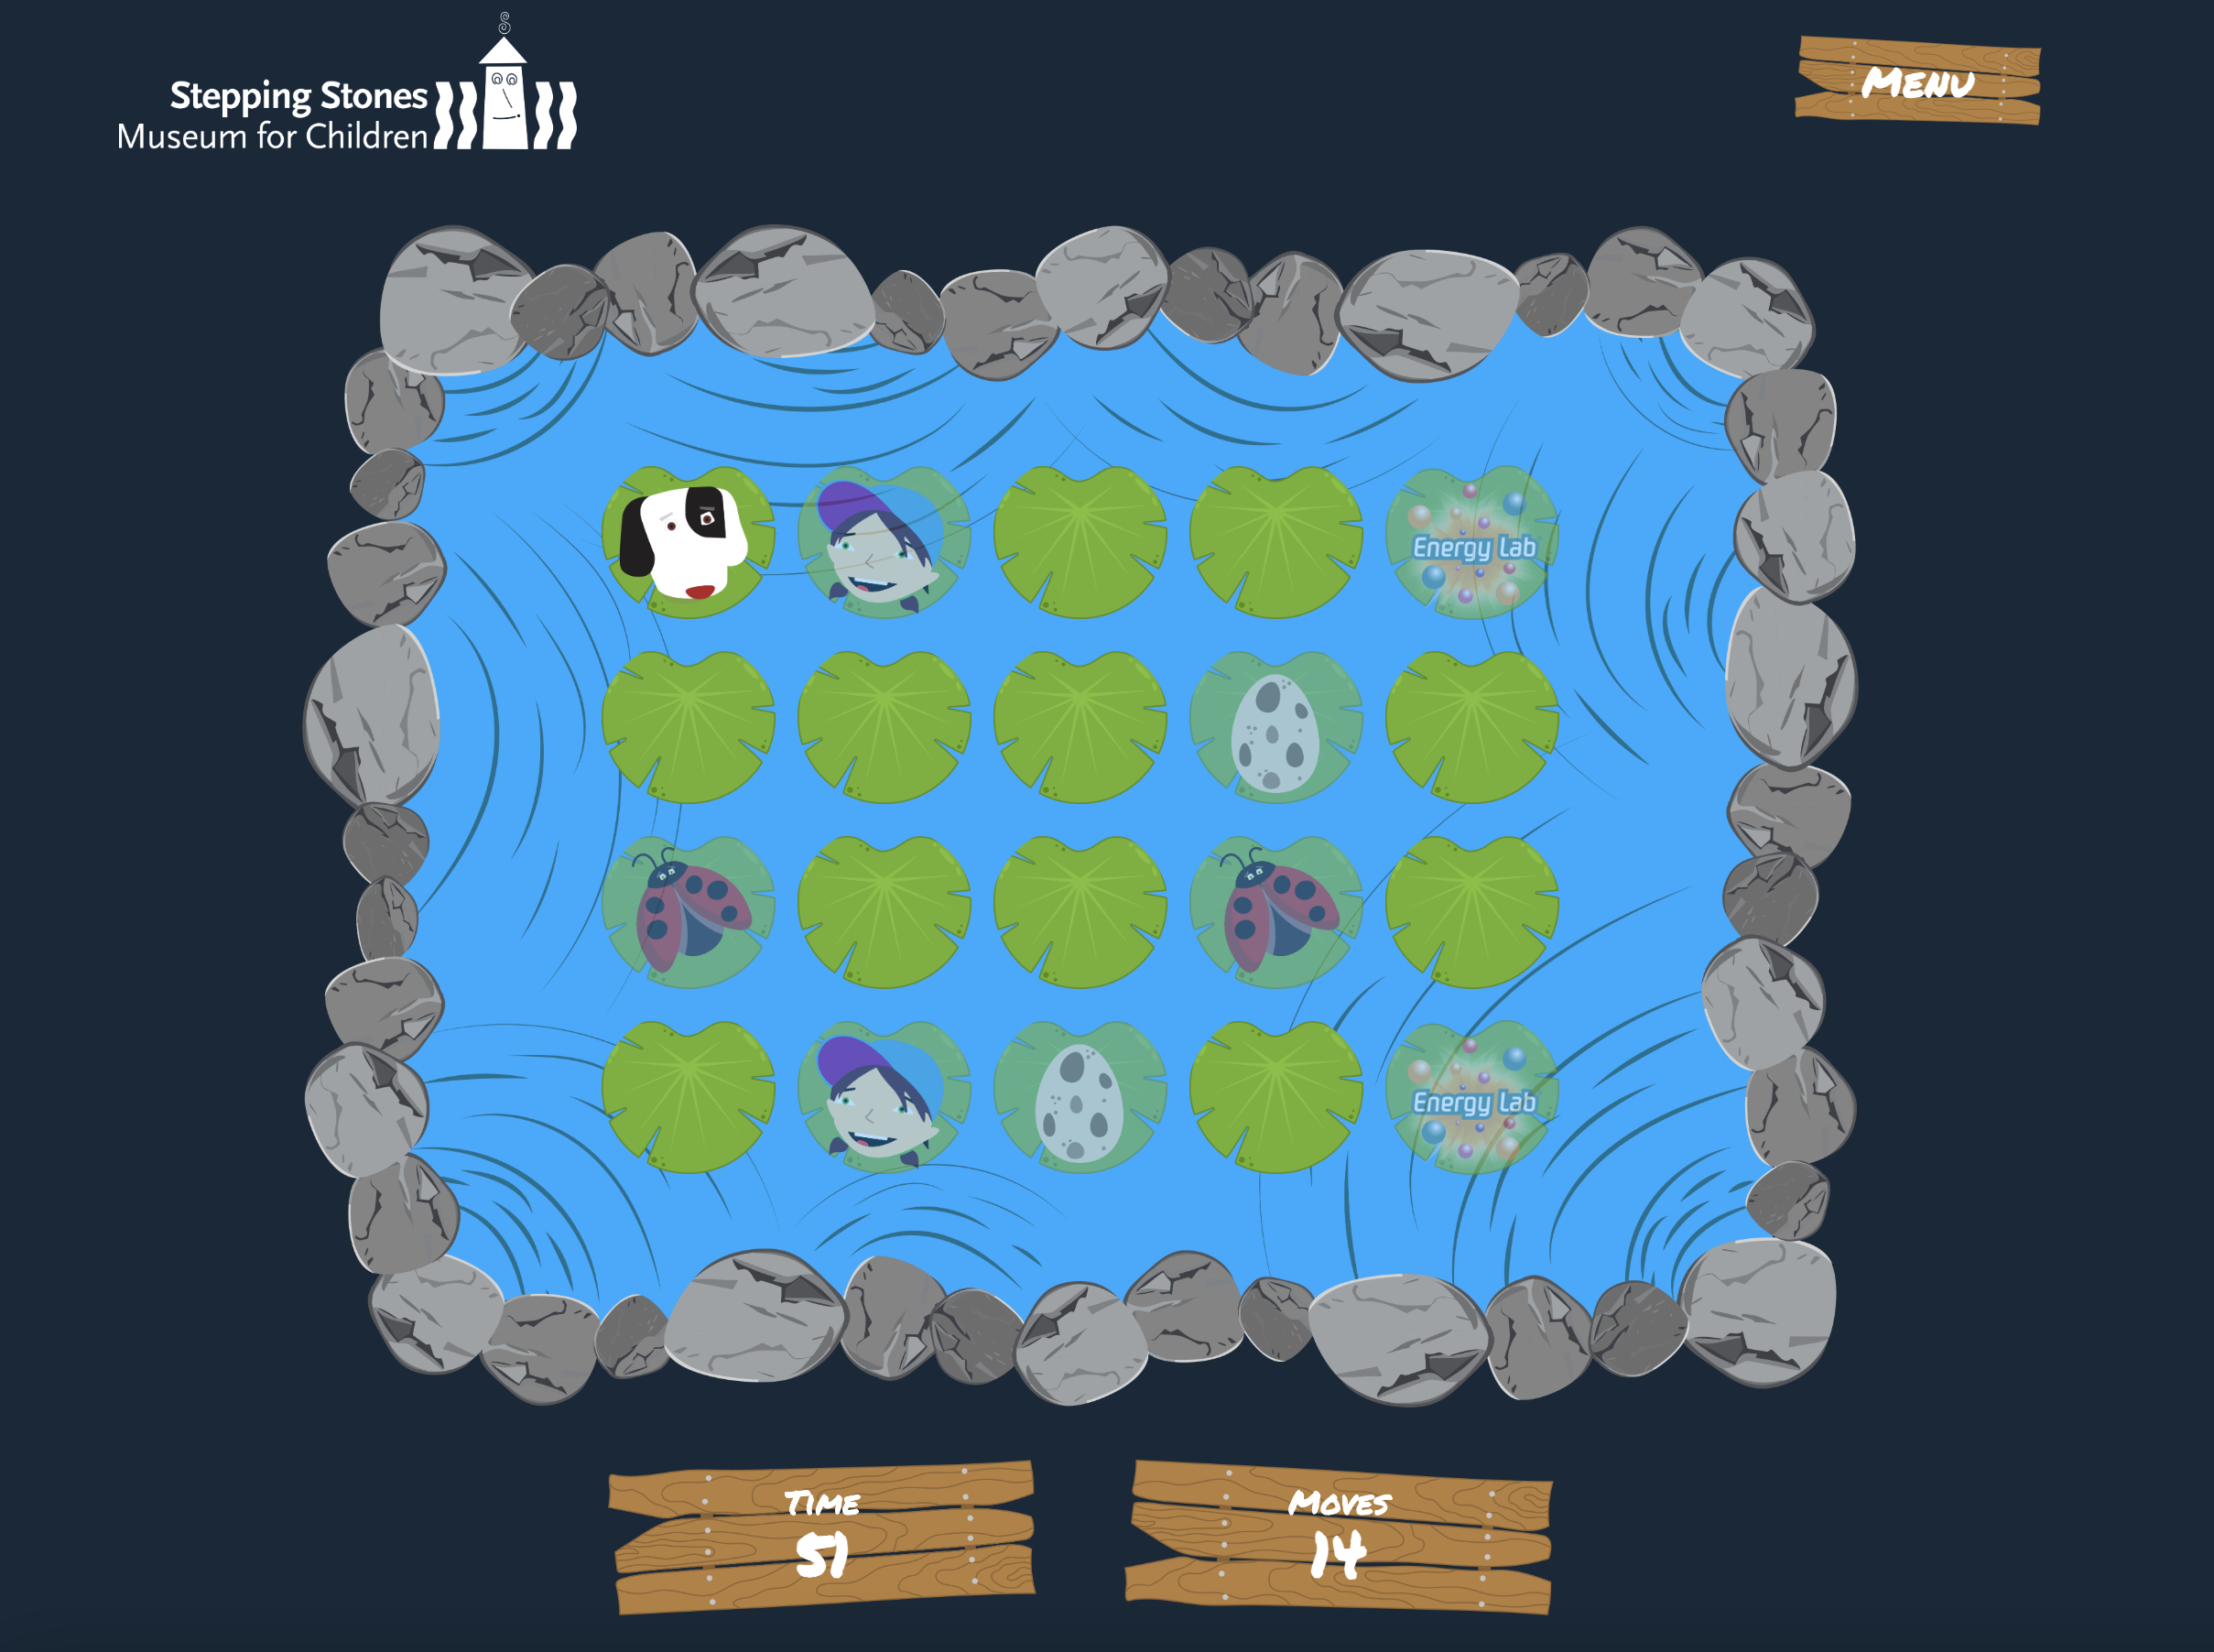 Stepping Stones
Museum for Children
Menu
Energy Lab
Energy Lab
Time
51
Moves
14